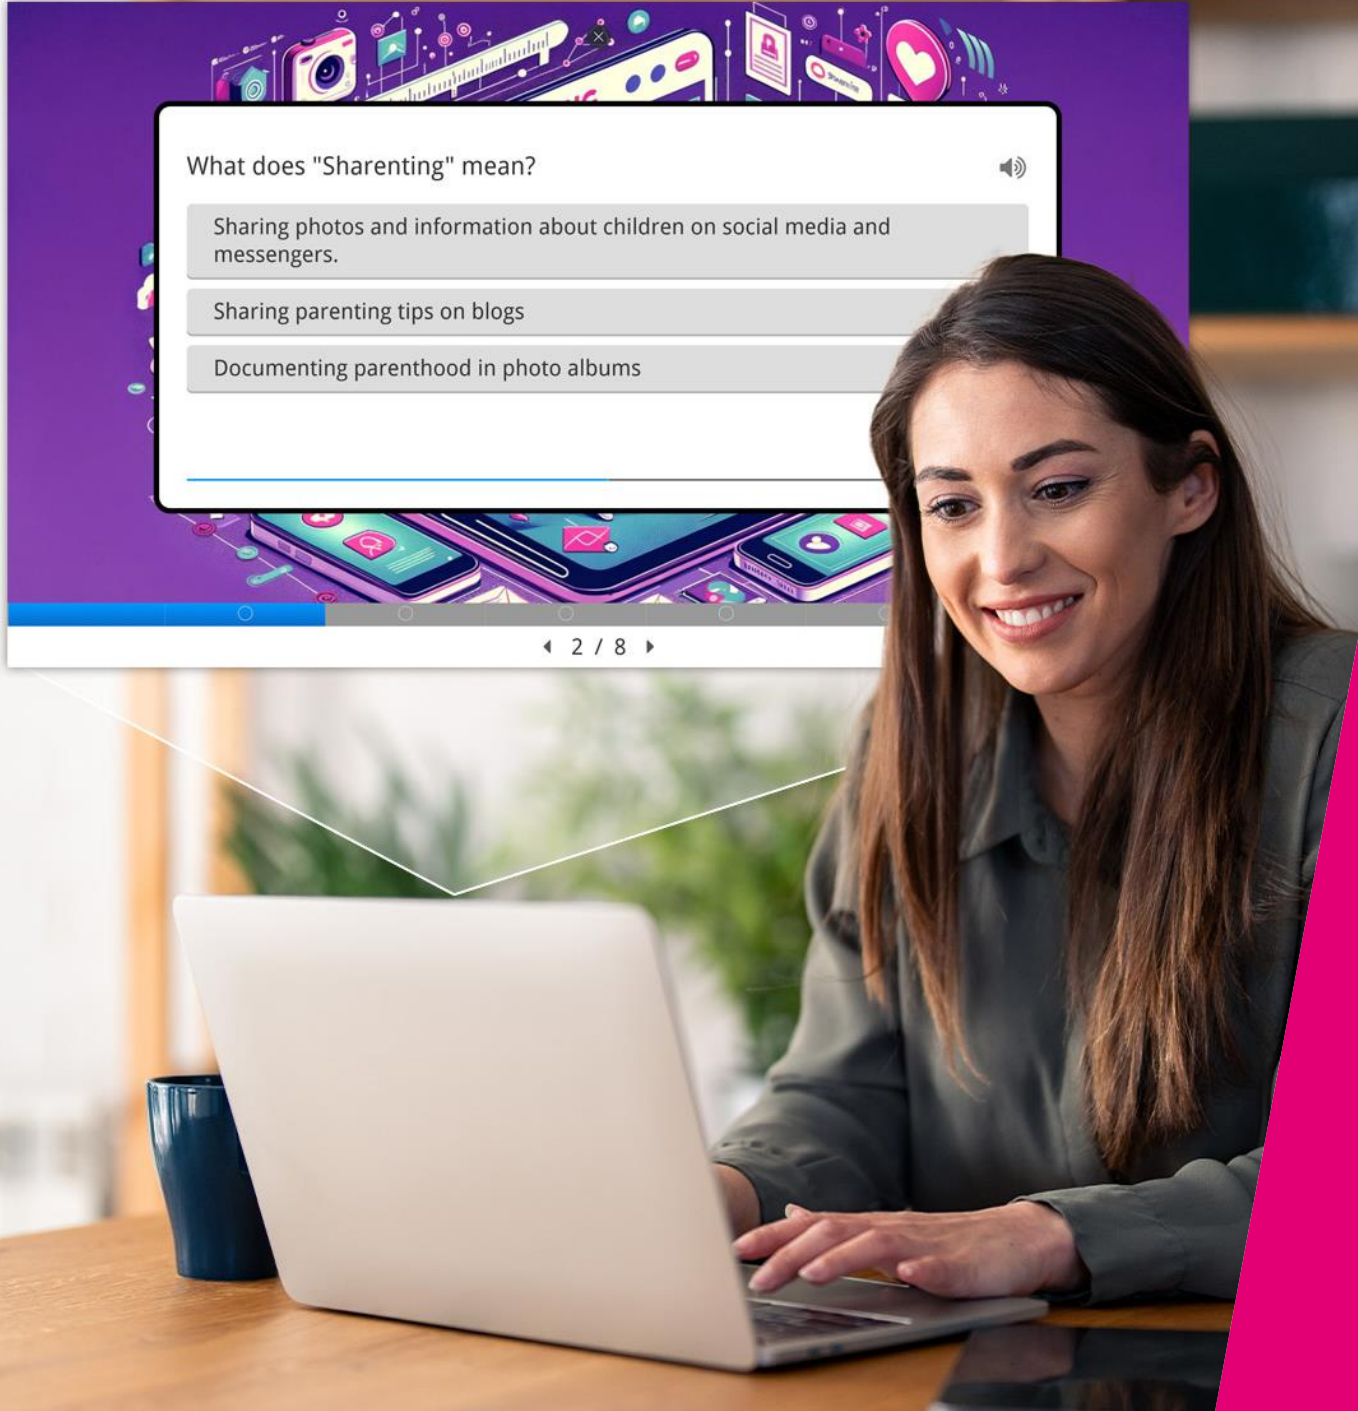 What does "Sharenting" mean?
Sharing photos and information about children on social media and
messengers.
Sharing parenting tips on blogs
Documenting parenthood in photo albums
2 / 8